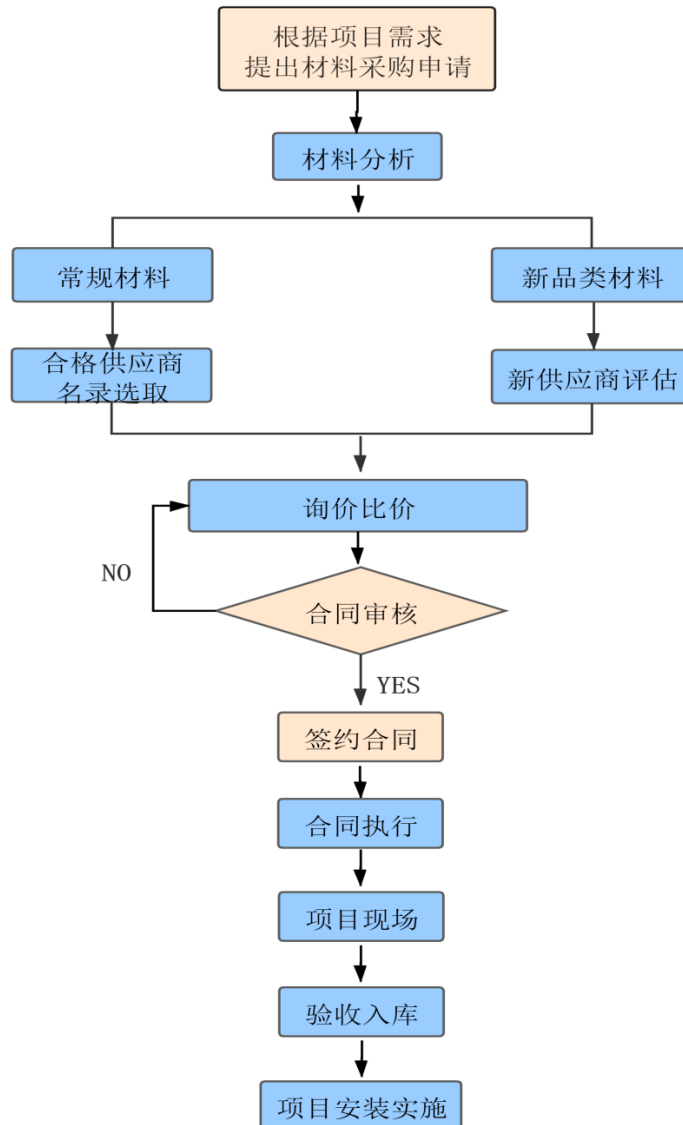 根据项目需求
提出材料采购申请
材料分析
常规材料
新品类材料
合格供应商
名录选取
新供应商评估
询价比价
NO
合同审核
YES
签约合同
合同执行
项目现场
验收入库
项目安装实施